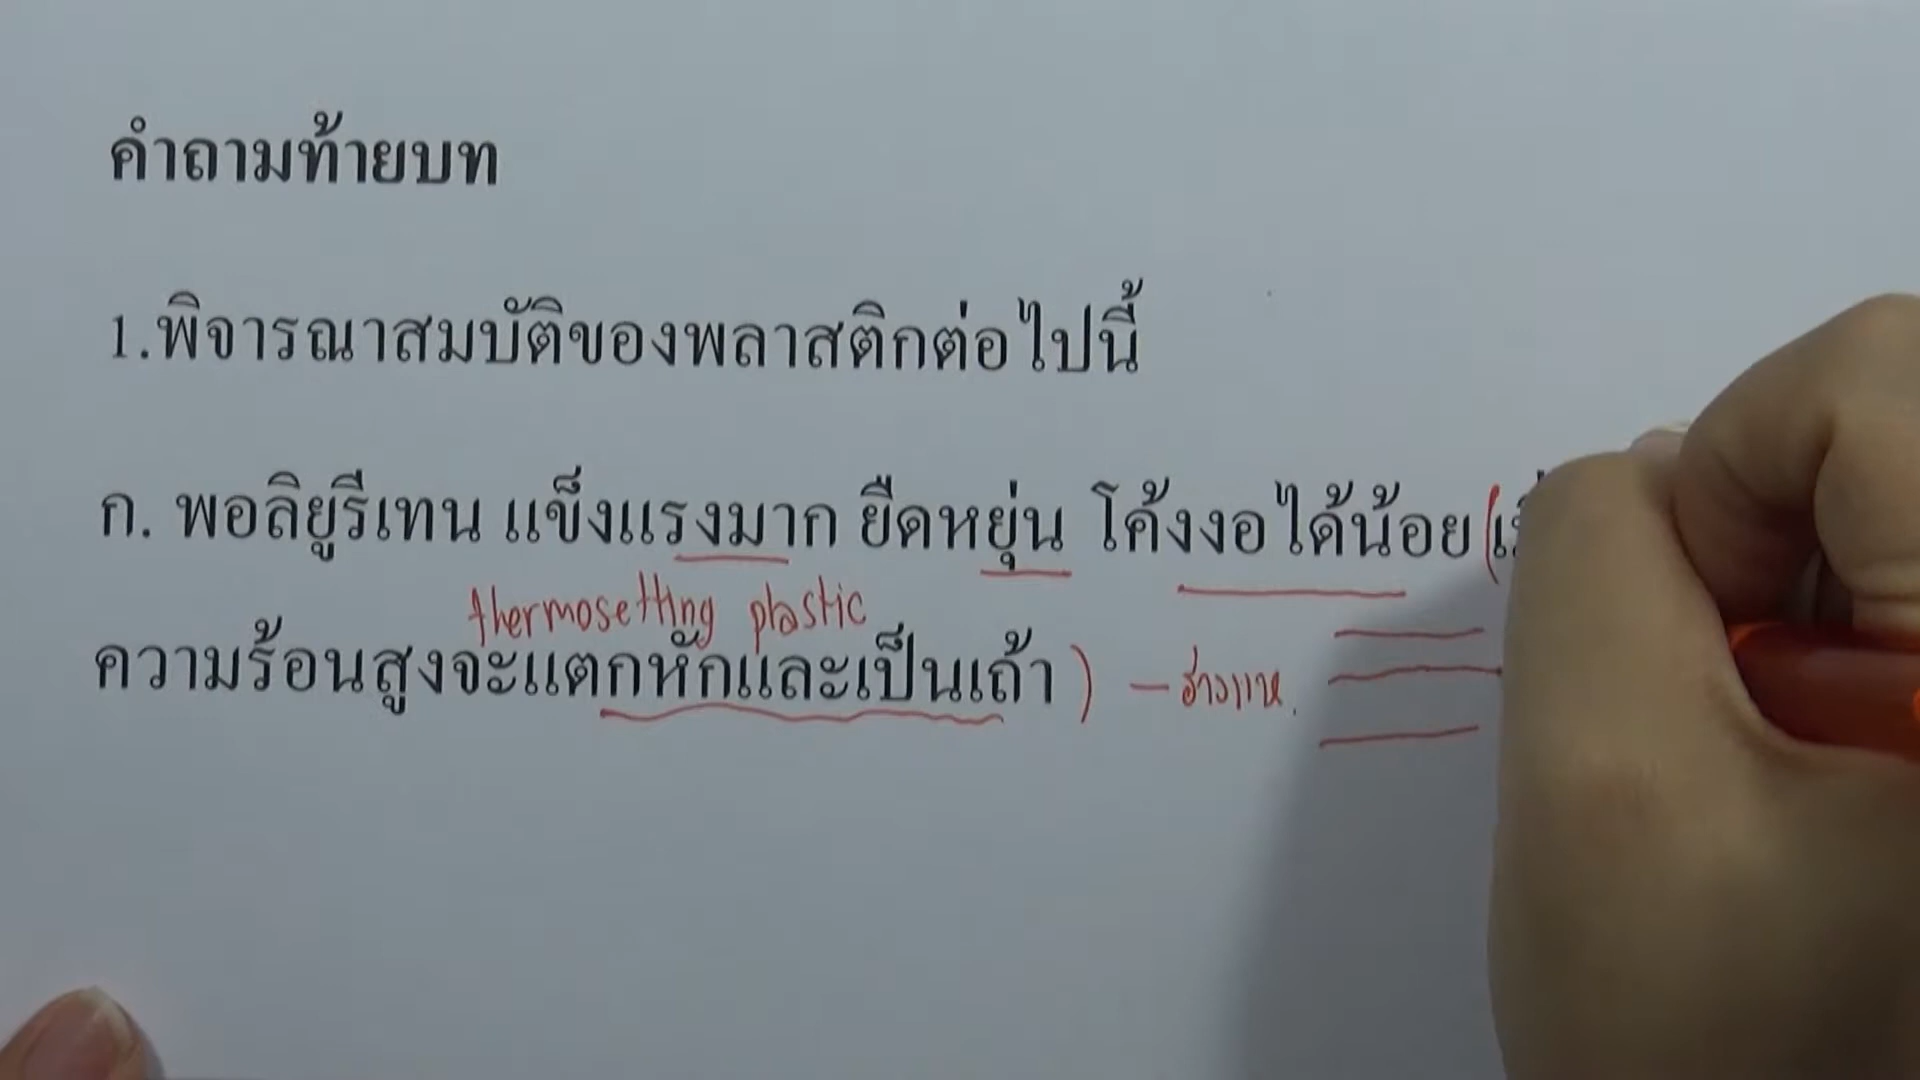 คำถามท้ายบท
1.พิจารณาสมบัติของพลาสติกต่อไปนี้
ก. พอลิยูรีเทน แข็งแรงมาก ยืดหยุ่น โค้งงอได้น้อย (
thermosetting plastic
ความร้อนสูงจะแตกหักและเป็นเถ้า ) - ร่างแห.